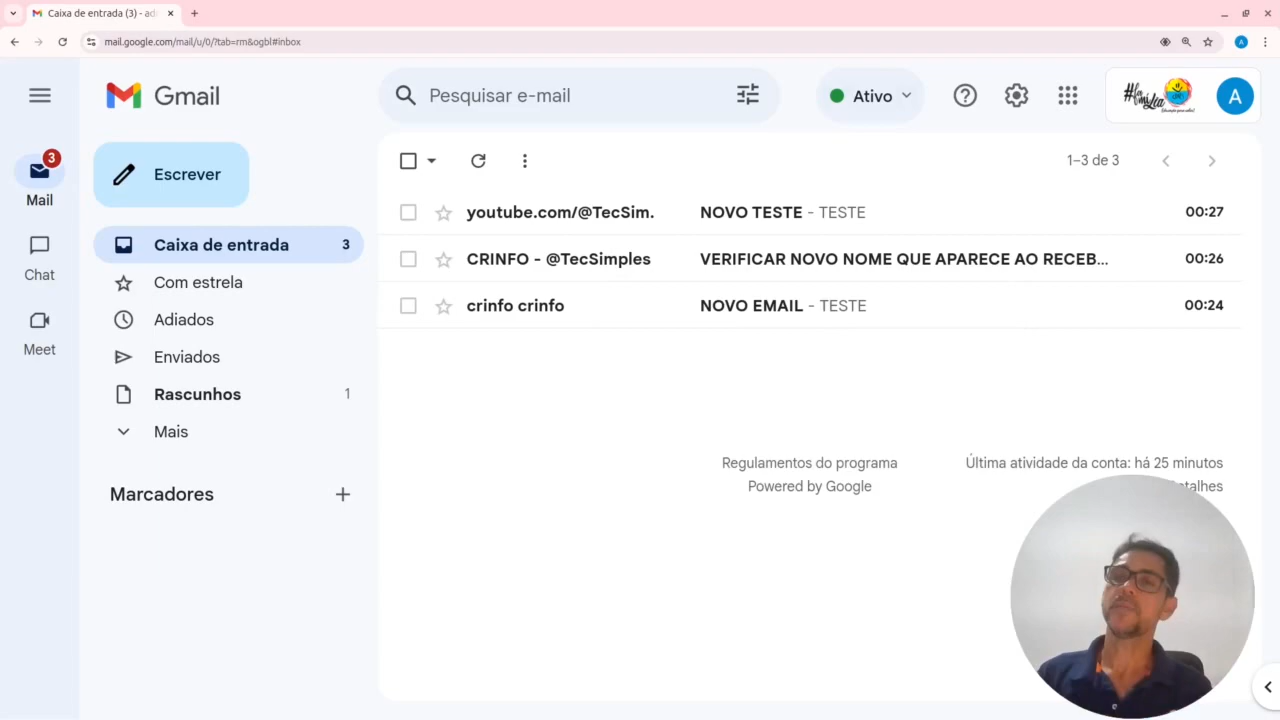 Caixa de entrada (3) - ad
mail.google.com/mail/u/0/?tab=rm&ogbl#inbox
Gmail
Pesquisar e-mail
Ativo
A
3
Mail
Chat
Meet
Escrever
Caixa de entrada 3
Com estrela
Adiados
Enviados
Rascunhos 1
Mais
Marcadores
1–3 de 3
youtube.com/@TecSim. NOVO TESTE - TESTE 00:27
CRINFO - @TecSimples VERIFICAR NOVO NOME QUE APARECE AO RECEB... 00:26
crinfo crinfo NOVO EMAIL - TESTE 00:24
Regulamentos do programa
Powered by Google
Última atividade da conta: há 25 minutos